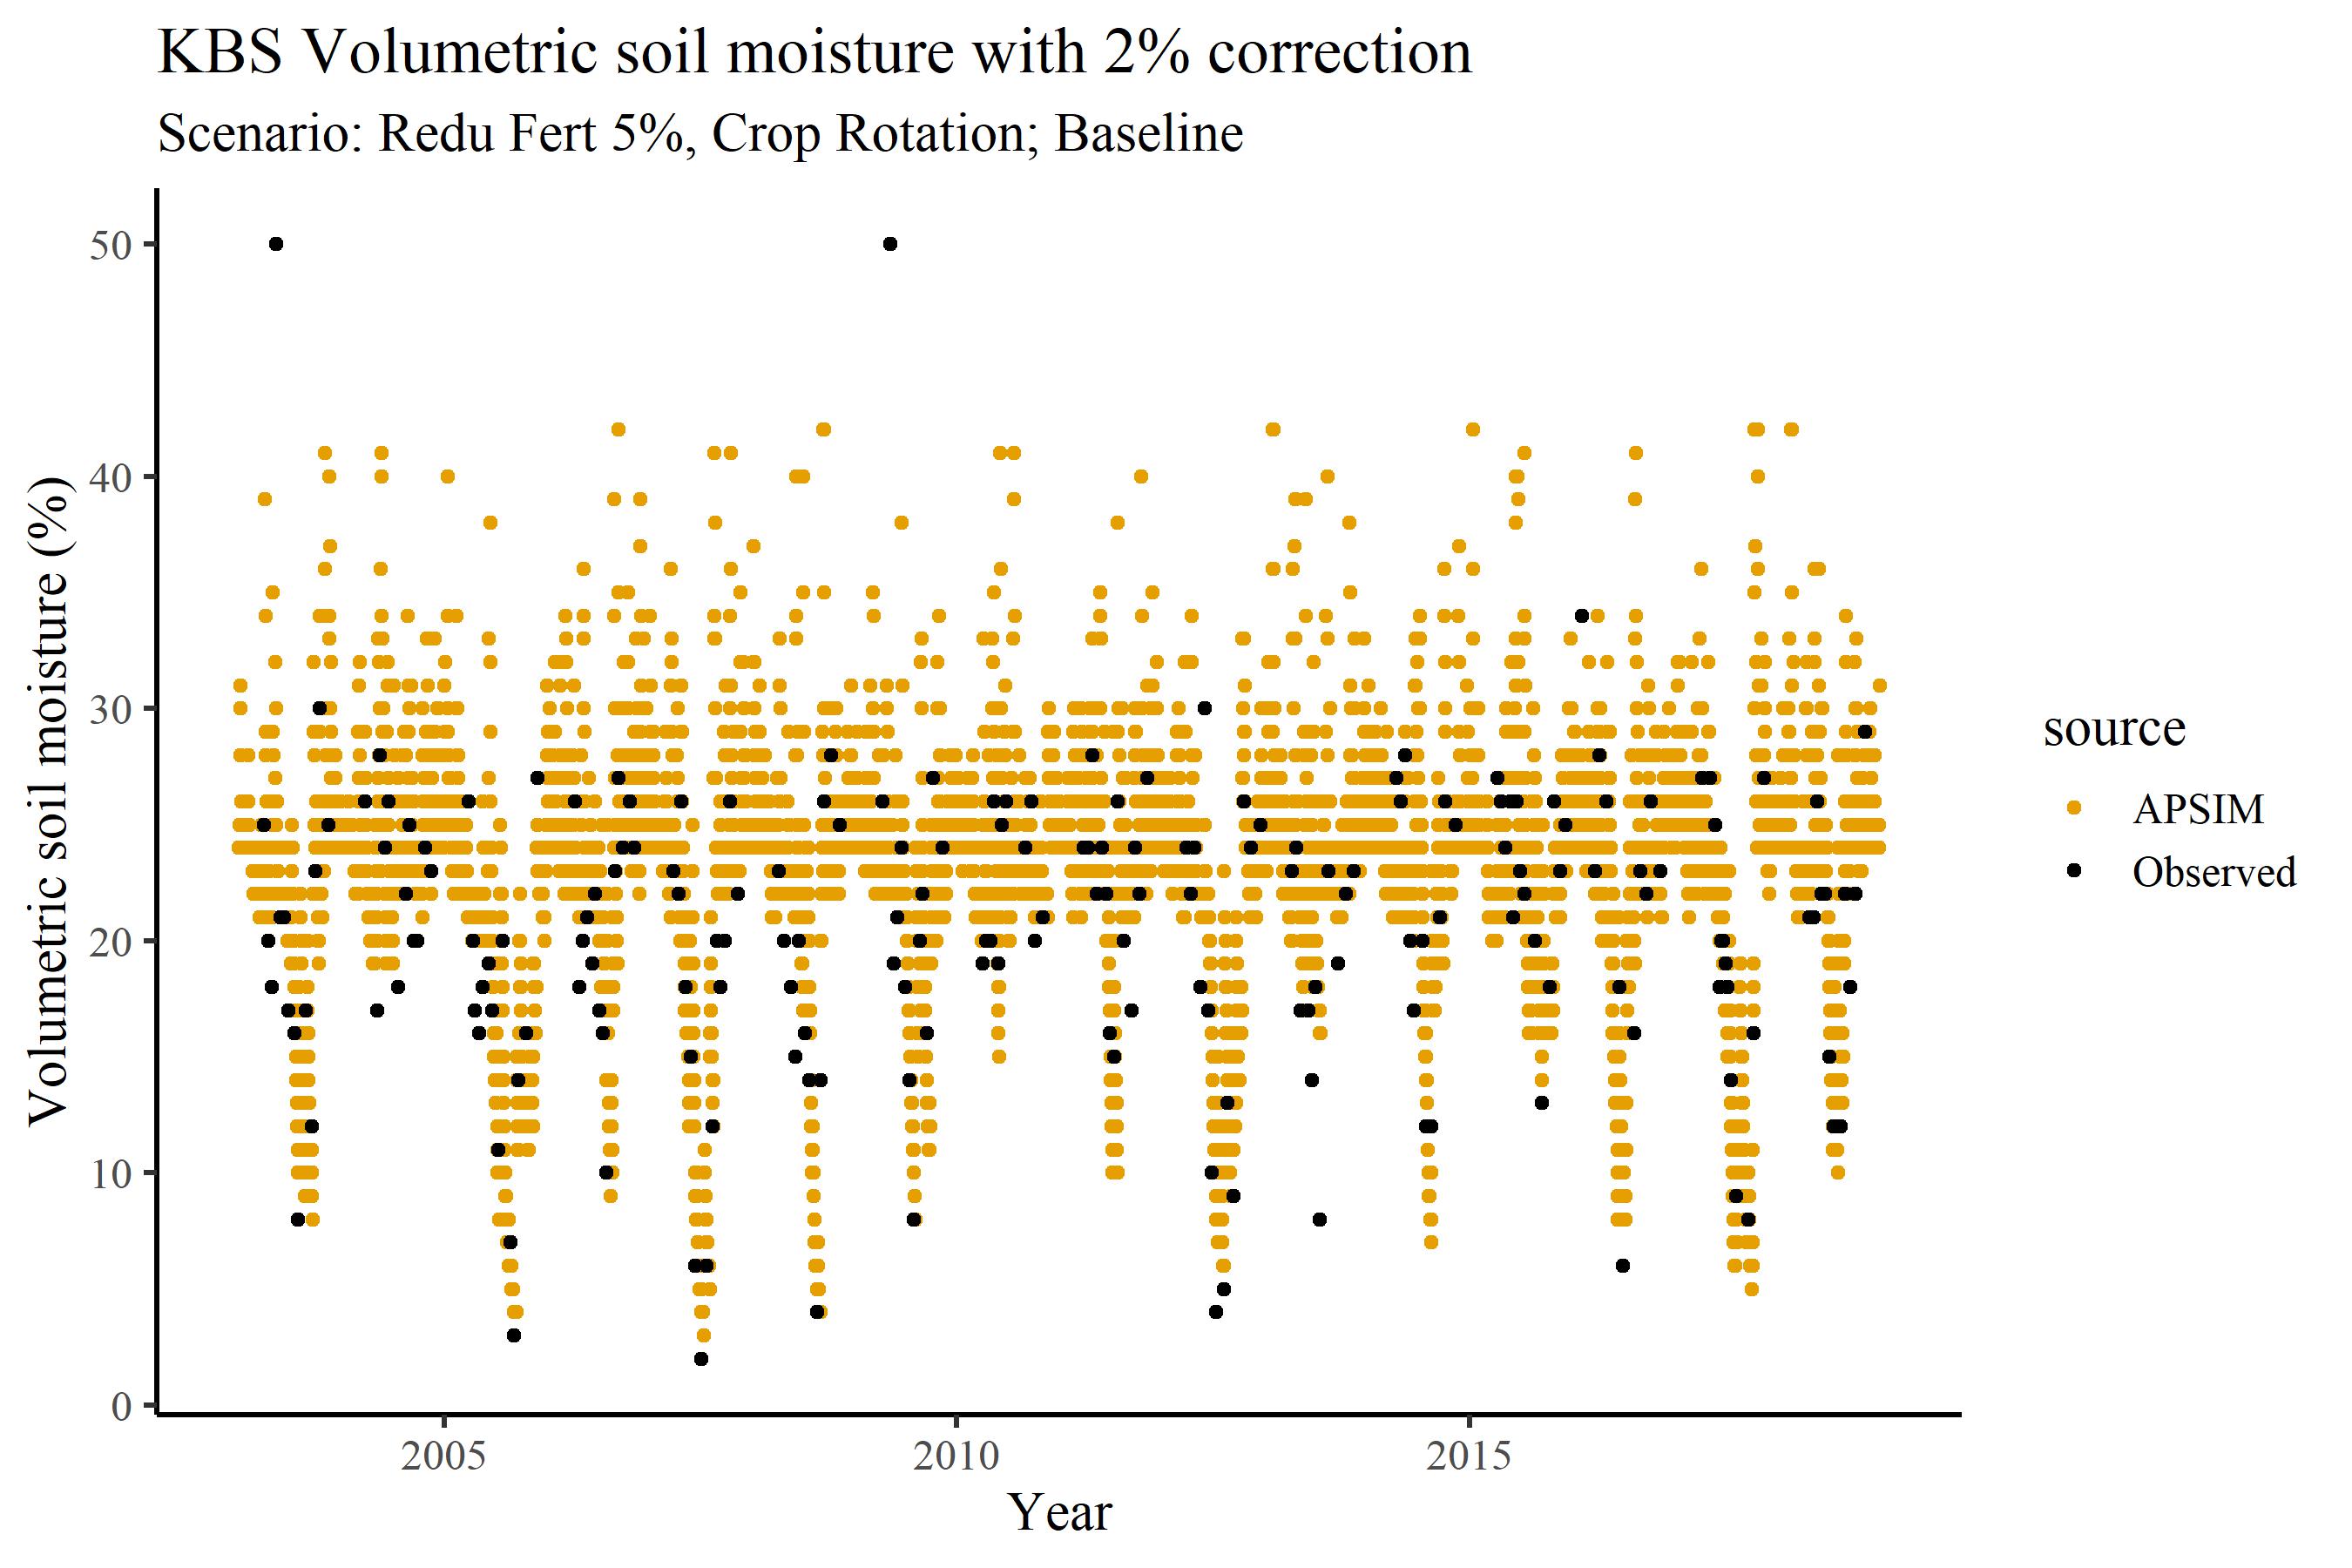 KBS Volumetric soil moisture with 2% correction
Scenario: Redu Fert 5%, Crop Rotation; Baseline
Volumetric soil moisture (%)
50
40
30
20
10
0
2005 2010 2015
Year
source
APSIM
Observed